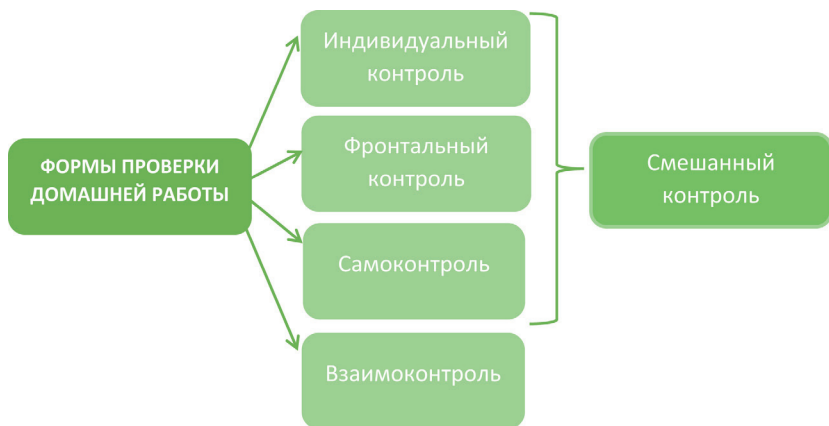 ФОРМЫ ПРОВЕРКИ
ДОМАШНЕЙ РАБОТЫ
Индивидуальный
контроль
Фронтальный
контроль
Самоконтроль
Взаимоконтроль
Смешанный
контроль